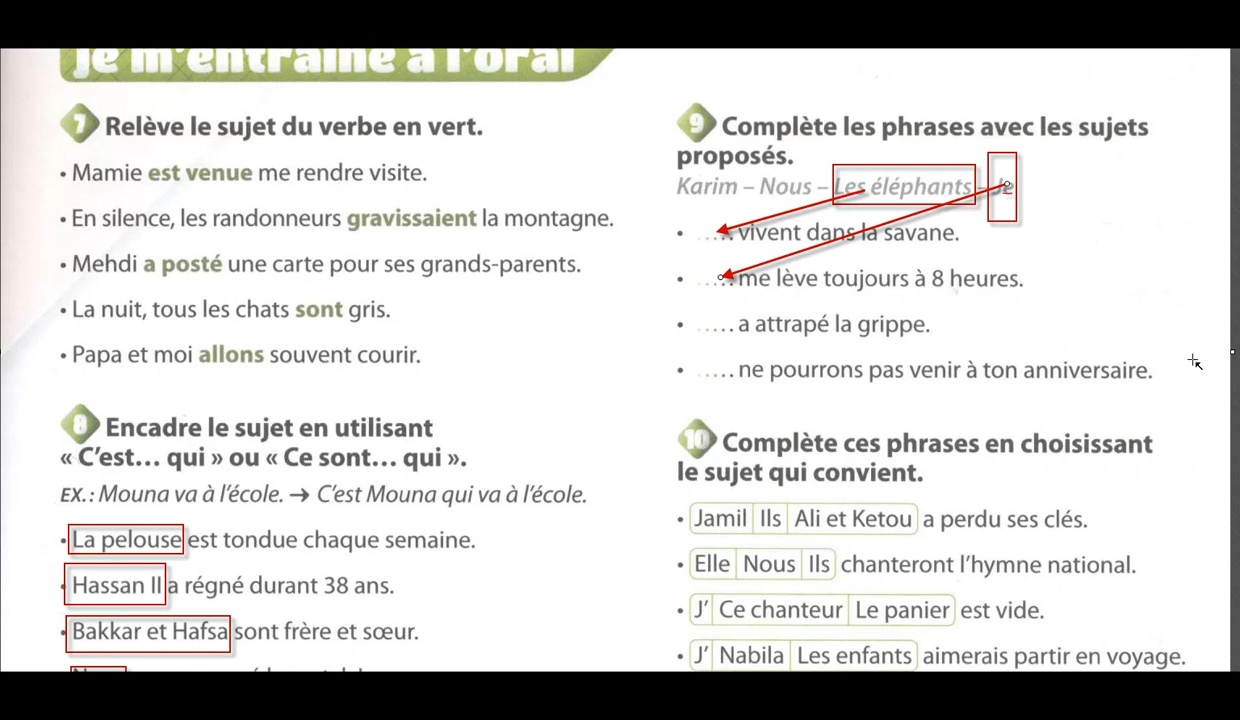 Je m'entraîne à l'oral
7 Relève le sujet du verbe en vert.
• Mamie est venue me rendre visite.
• En silence, les randonneurs gravissaient la montagne.
• Mehdi a posté une carte pour ses grands-parents.
• La nuit, tous les chats sont gris.
• Papa et moi allons souvent courir.
8 Encadre le sujet en utilisant
« C'est… qui » ou « Ce sont… qui ».
EX.: Mouna va à l'école. → C'est Mouna qui va à l'école.
• La pelouse est tondue chaque semaine.
• Hassan II a régné durant 38 ans.
• Bakkar et Hafsa sont frère et sœur.
9 Complète les phrases avec les sujets
proposés.
Karim – Nous – Les éléphants – Je
• ..... vivent dans la savane.
• ..... me lève toujours à 8 heures.
• ..... a attrapé la grippe.
• ..... ne pourrons pas venir à ton anniversaire.
10 Complète ces phrases en choisissant
le sujet qui convient.
• Jamil Ils Ali et Ketou a perdu ses clés.
• Elle Nous Ils chanteront l'hymne national.
• J' Ce chanteur Le panier est vide.
• J' Nabila Les enfants aimerais partir en voyage.